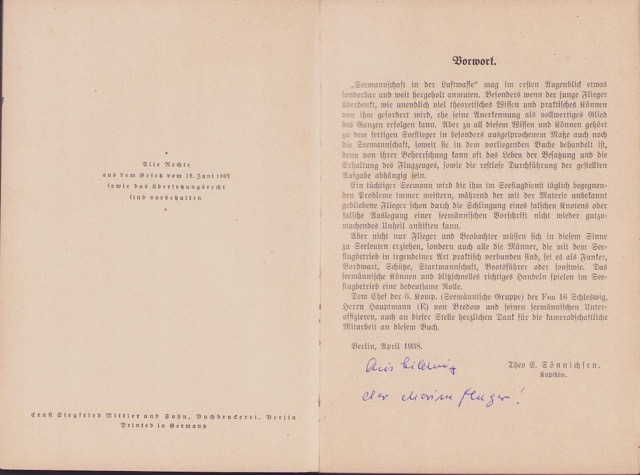 *
Alle Rechte
aus dem Gesetz vom 19. Juni 1901
sowie das Übersetzungsrecht
sind vorbehalten
*
Ernst Siegfried Mittler und Sohn, Buchdruckerei, Berlin
Printed in Germany
Vorwort.
„Seemannschaft in der Luftwaffe“ mag im ersten Augenblick etwas
sonderbar und weit hergeholt anmuten. Besonders wenn der junge Flieger
überdenkt, wie unendlich viel theoretisches Wissen und praktisches Können
von ihm gefordert wird, ehe seine Anerkennung als vollwertiges Glied
des Ganzen erfolgen kann. Aber zu all diesem Wissen und Können gehört
zu dem fertigen Seeflieger in besonders ausgesprochenem Maße auch noch
die Seemannschaft, soweit sie in dem vorliegenden Buche behandelt ist,
denn von ihrer Beherrschung kann oft das Leben der Besatzung und die
Erhaltung des Flugzeuges, sowie die restlose Durchführung der gestellten
Aufgabe abhängig sein.
Ein tüchtiger Seemann wird die ihm im Seeflugdienst täglich begegnen-
den Probleme immer meistern, während der mit der Materie unbekannt
gebliebene Flieger schon durch die Schlingung eines falschen Knotens oder
falsche Auslegung einer seemännischen Vorschrift nicht wieder gutzu-
machendes Unheil anstiften kann.
Aber nicht nur Flieger und Beobachter müssen sich in diesem Sinne
zu Seeleuten erziehen, sondern auch alle die Männer, die mit dem See-
flugbetrieb in irgendeiner Art praktisch verbunden sind, sei es als Funker,
Bordwart, Schütze, Startmannschaft, Bootsführer oder sonstwie. Das
seemännische Können und blitzschnelles richtiges Handeln spielen im See-
flugbetrieb eine bedeutsame Rolle.
Dem Chef der 6. Komp. (Seemännische Gruppe) der Fea 16 Schleswig,
Herrn Hauptmann (E) von Bredow und seinen seemännischen Unter-
offizieren, auch an dieser Stelle herzlichen Dank für die kameradschaftliche
Mitarbeit an diesem Buch.
Berlin, April 1938.
Theo E. Sönnichsen,
Kapitän.
Ausbildung
der Marineflieger!